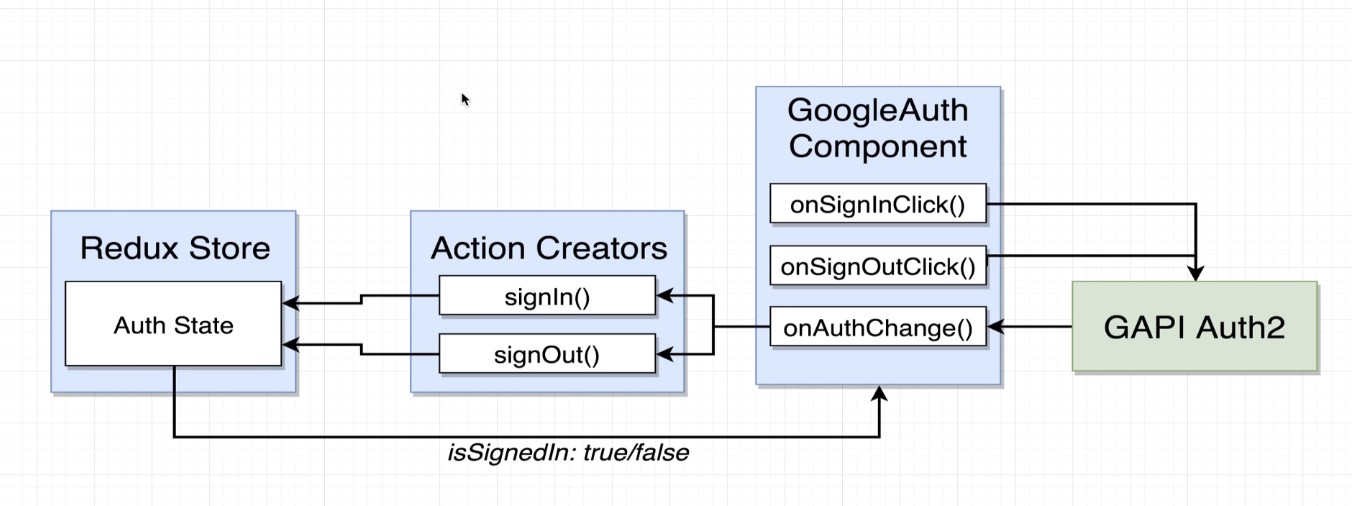 GoogleAuth
Component
onSignInClick()
onSignOutClick()
onAuthChange()
Redux Store
Auth State
Action Creators
signIn()
signOut()
GAPI Auth2
isSignedIn: true/false